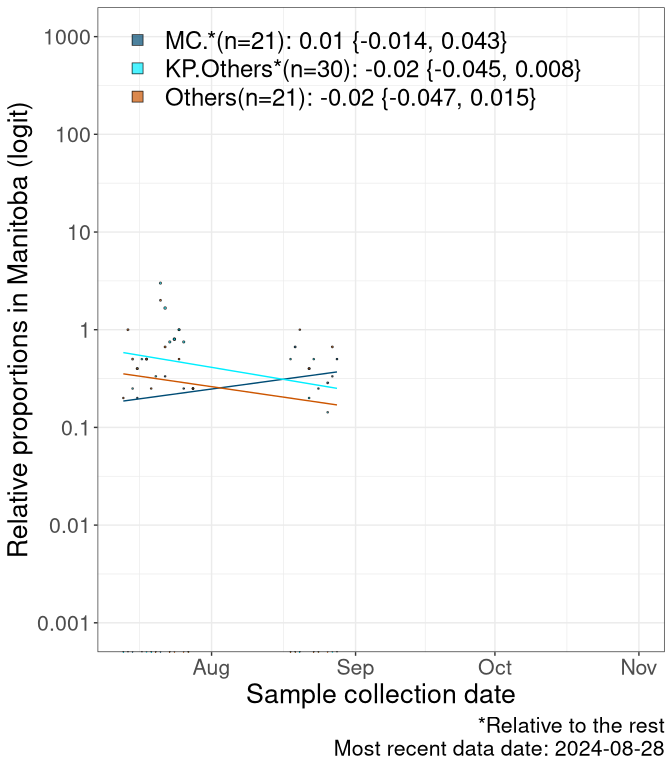 MC.*(n=21): 0.01 {-0.014, 0.043}
KP.Others*(n=30): -0.02 {-0.045, 0.008}
Others(n=21): -0.02 {-0.047, 0.015}
Relative proportions in Manitoba (logit)
1000
100
10
1
0.1
0.01
0.001
Aug Sep Oct Nov
Sample collection date
*Relative to the rest
Most recent data date: 2024-08-28